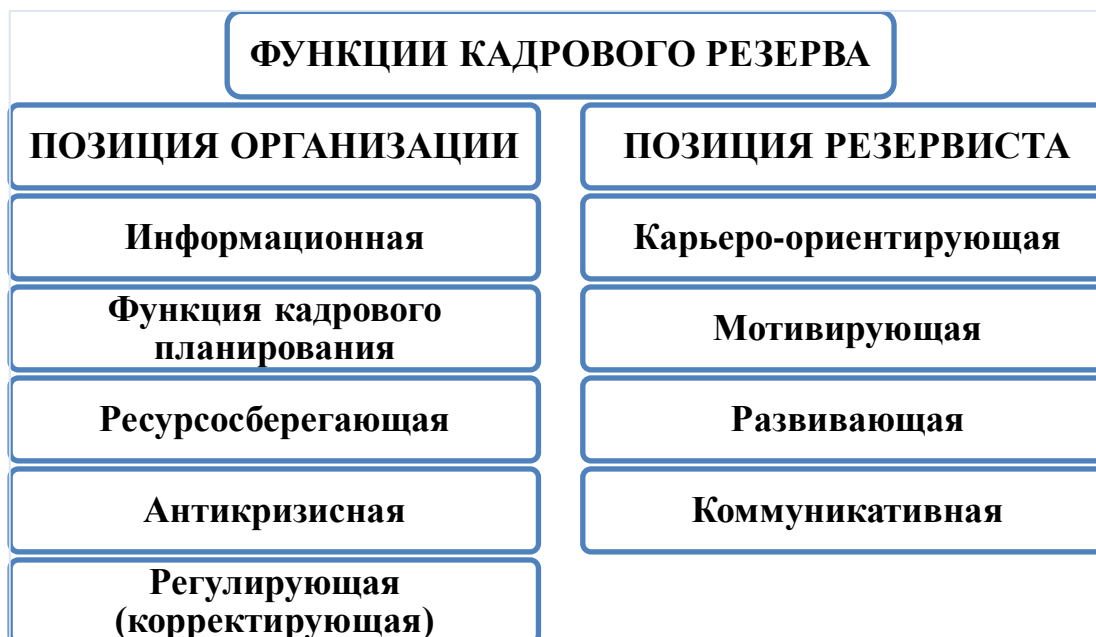 ФУНКЦИИ КАДРОВОГО РЕЗЕРВА
ПОЗИЦИЯ ОРГАНИЗАЦИИ
Информационная
Функция кадрового
планирования
Ресурсосберегающая
Антикризисная
Регулирующая
(корректирующая)
ПОЗИЦИЯ РЕЗЕРВИСТА
Карьеро-ориентирующая
Мотивирующая
Развивающая
Коммуникативная